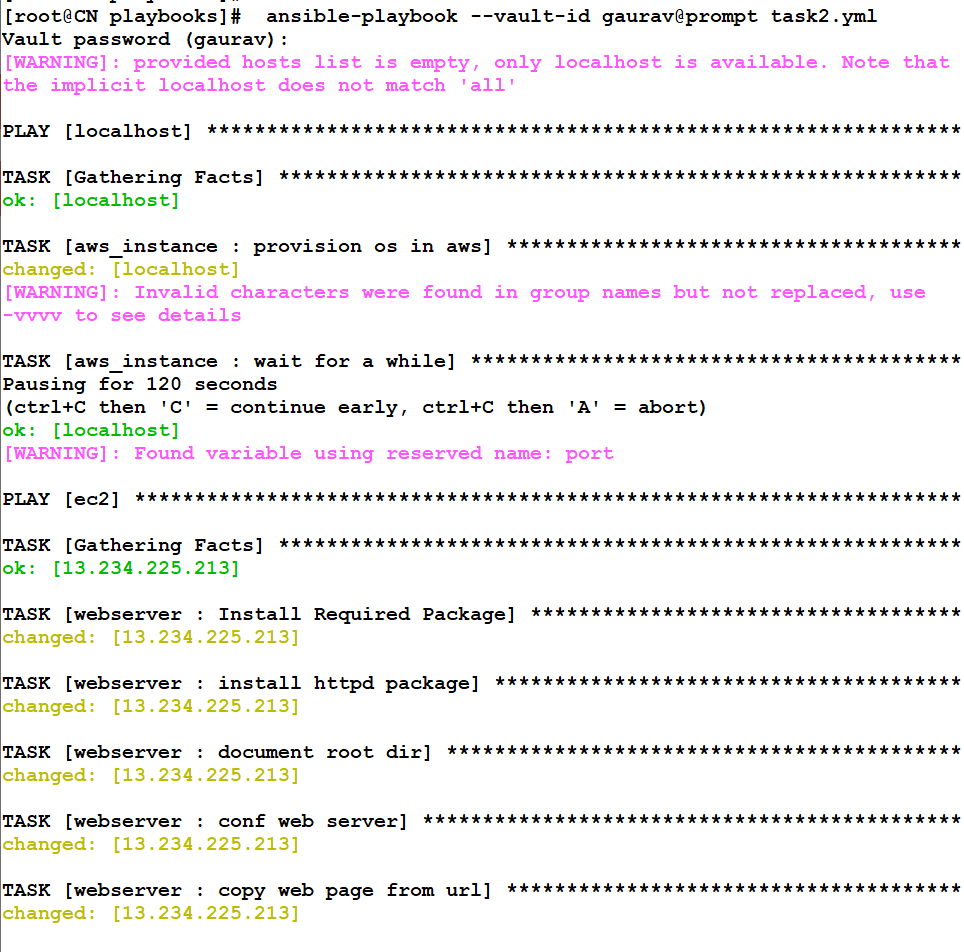 [root@CN playbooks]#  ansible-playbook --vault-id gaurav@prompt task2.yml
Vault password (gaurav):
[WARNING]: provided hosts list is empty, only localhost is available. Note that
the implicit localhost does not match 'all'
PLAY [localhost] ***************************************************************
TASK [Gathering Facts] *********************************************************
ok: [localhost]
TASK [aws_instance : provision os in aws] **************************************
changed: [localhost]
[WARNING]: Invalid characters were found in group names but not replaced, use
-vvvv to see details
TASK [aws_instance : wait for a while] *****************************************
Pausing for 120 seconds
(ctrl+C then 'C' = continue early, ctrl+C then 'A' = abort)
ok: [localhost]
[WARNING]: Found variable using reserved name: port
PLAY [ec2] *********************************************************************
TASK [Gathering Facts] *********************************************************
ok: [13.234.225.213]
TASK [webserver : Install Required Package] ************************************
changed: [13.234.225.213]
TASK [webserver : install httpd package] ***************************************
changed: [13.234.225.213]
TASK [webserver : document root dir] *******************************************
changed: [13.234.225.213]
TASK [webserver : conf web server] *********************************************
changed: [13.234.225.213]
TASK [webserver : copy web page from url] **************************************
changed: [13.234.225.213]